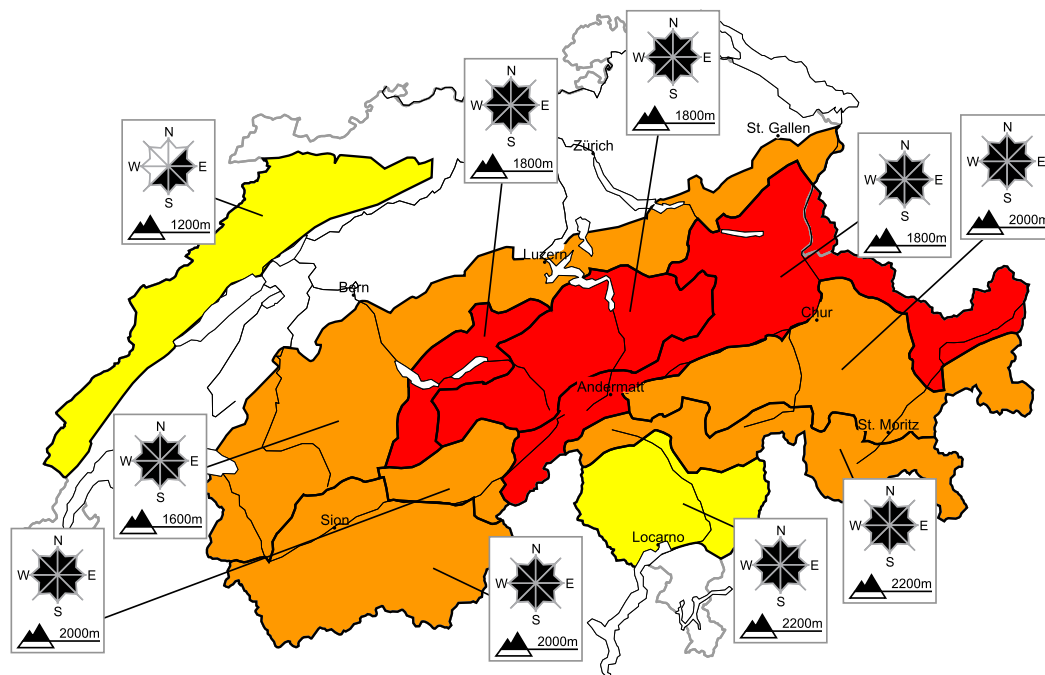 N
W E
S
1800m
N
W E
S
1800m
St. Gallen
N
W E
S
1200m
Zürich
N
W E
S
1800m
N
W E
S
2000m
Luzern
Bern
Chur
Andermatt
St. Moritz
N
W E
S
1600m
Sion
Locarno
N
W E
S
2000m
N
W E
S
2000m
N
W E
S
2200m
N
W E
S
2200m